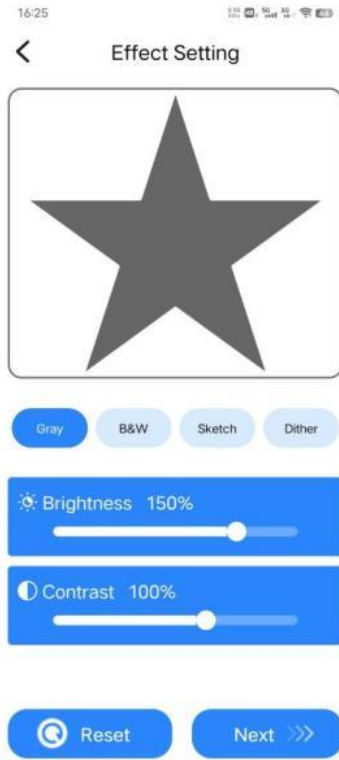 16:25
Effect Setting
Gray
B&W
Sketch
Dither
Brightness 150%
Contrast 100%
Reset
Next